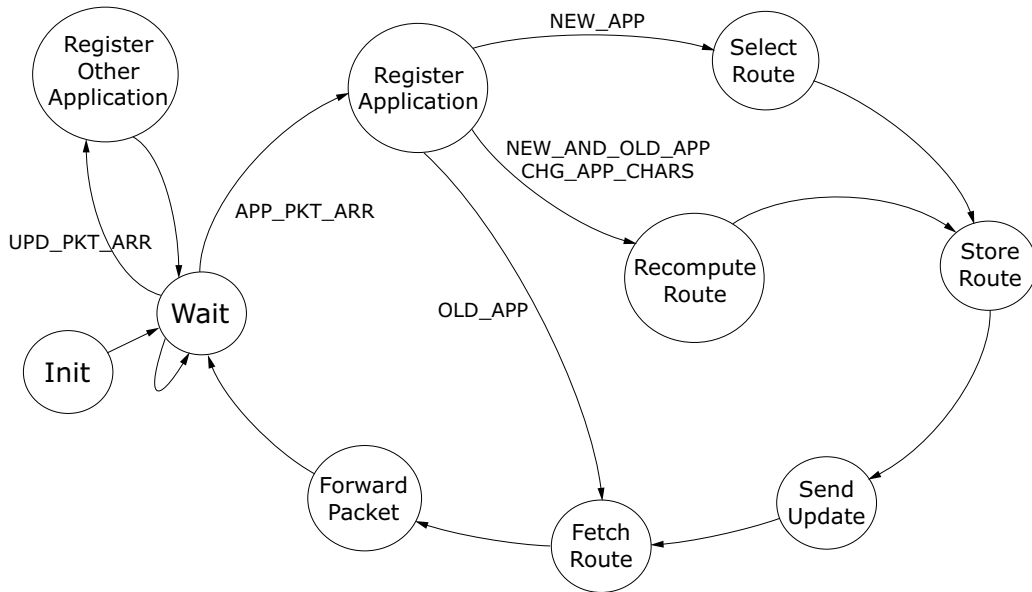 NEW_APP
Register
Other
Application
Register
Application
Select
Route
NEW_AND_OLD_APP
CHG_APP_CHARS
APP_PKT_ARR
UPD_PKT_ARR
Recompute
Route
Store
Route
Wait
OLD_APP
Init
Forward
Packet
Send
Update
Fetch
Route